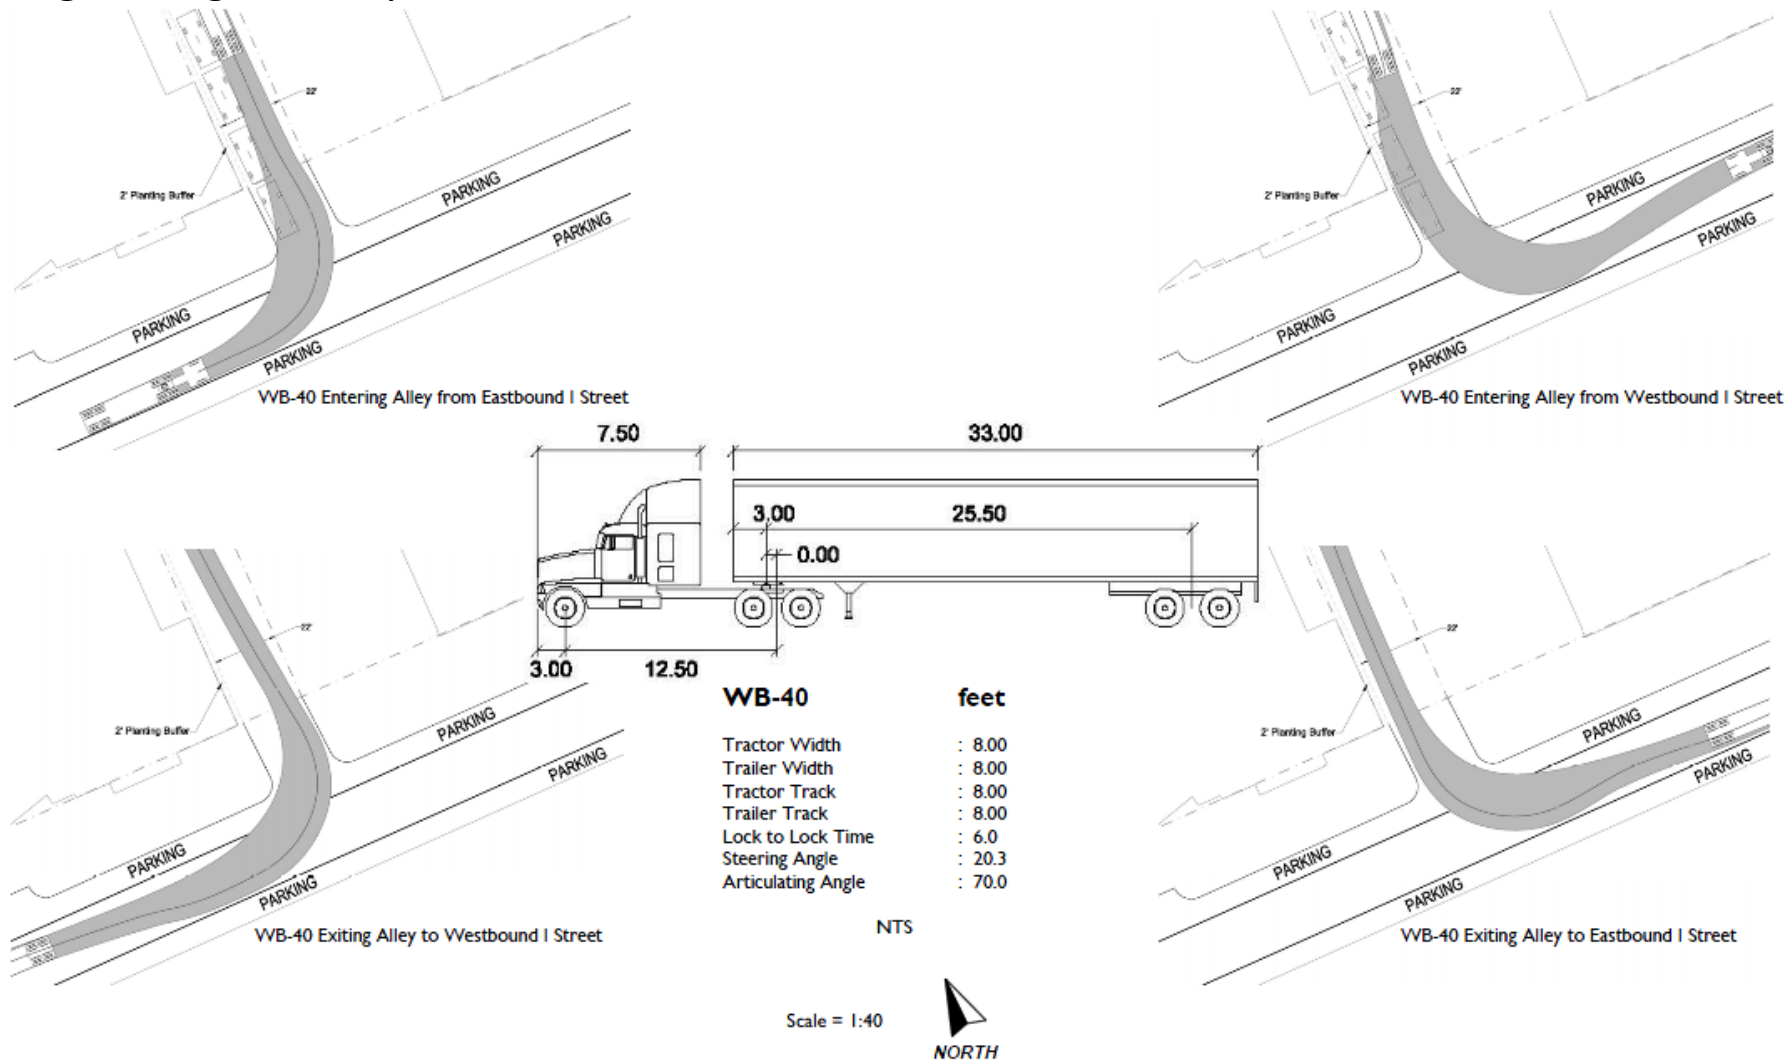 22'
2' Planting Buffer
PARKING
PARKING
PARKING
PARKING
WB-40 Entering Alley from Eastbound I Street
22'
2' Planting Buffer
PARKING
PARKING
PARKING
PARKING
WB-40 Entering Alley from Westbound I Street
7.50
33.00
3.00
25.50
0.00
3.00
12.50
WB-40 feet
Tractor Width : 8.00
Trailer Width : 8.00
Tractor Track : 8.00
Trailer Track : 8.00
Lock to Lock Time : 6.0
Steering Angle : 20.3
Articulating Angle : 70.0
NTS
22'
2' Planting Buffer
PARKING
PARKING
PARKING
PARKING
WB-40 Exiting Alley to Westbound I Street
22'
2' Planting Buffer
PARKING
PARKING
PARKING
PARKING
WB-40 Exiting Alley to Eastbound I Street
Scale = 1:40
NORTH